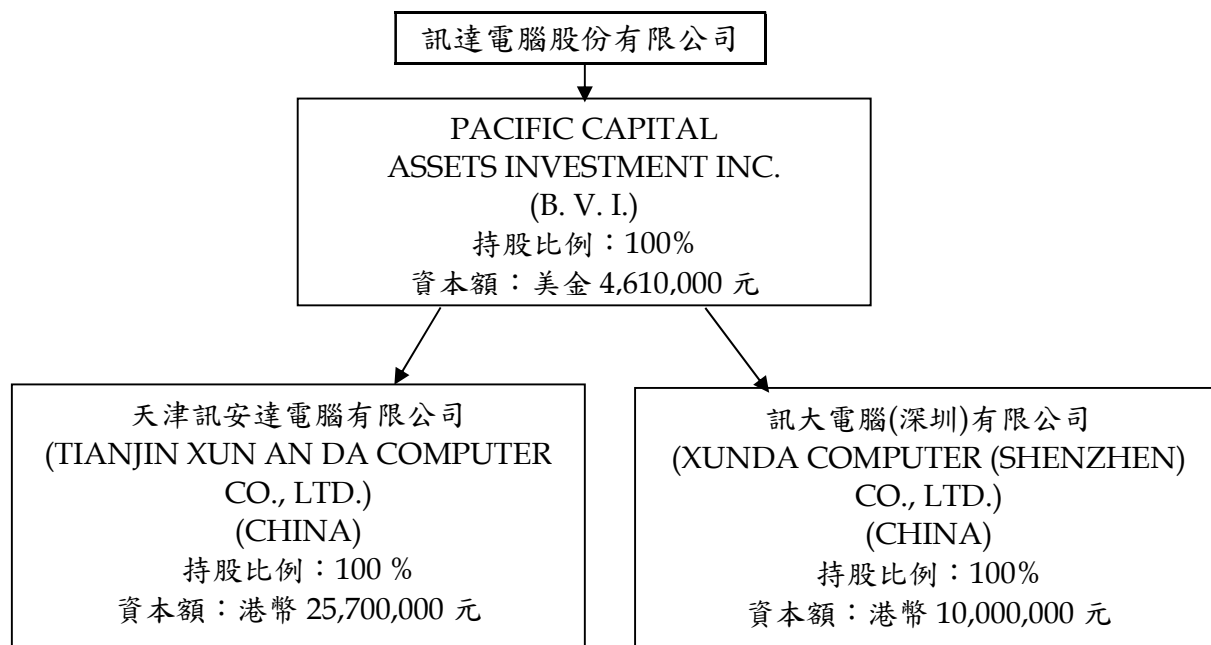 訊達電腦股份有限公司
PACIFIC CAPITAL
ASSETS INVESTMENT INC.
(B. V. I.)
持股比例：100%
資本額：美金 4,610,000 元
天津訊安達電腦有限公司
(TIANJIN XUN AN DA COMPUTER
CO., LTD.)
(CHINA)
持股比例：100 %
資本額：港幣 25,700,000 元
訊大電腦(深圳)有限公司
(XUNDA COMPUTER (SHENZHEN)
CO., LTD.)
(CHINA)
持股比例：100%
資本額：港幣 10,000,000 元